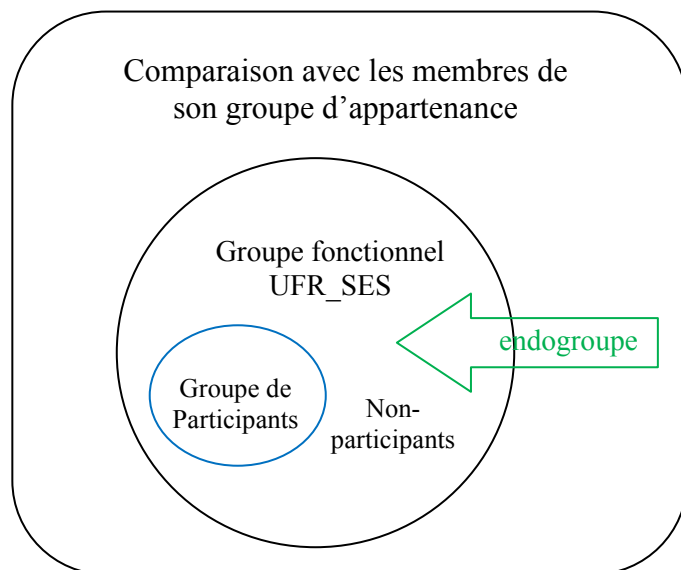 Comparaison avec les membres de
son groupe d'appartenance
Groupe fonctionnel
UFR_SES
endogroupe
Groupe de
Participants
Non-
participants